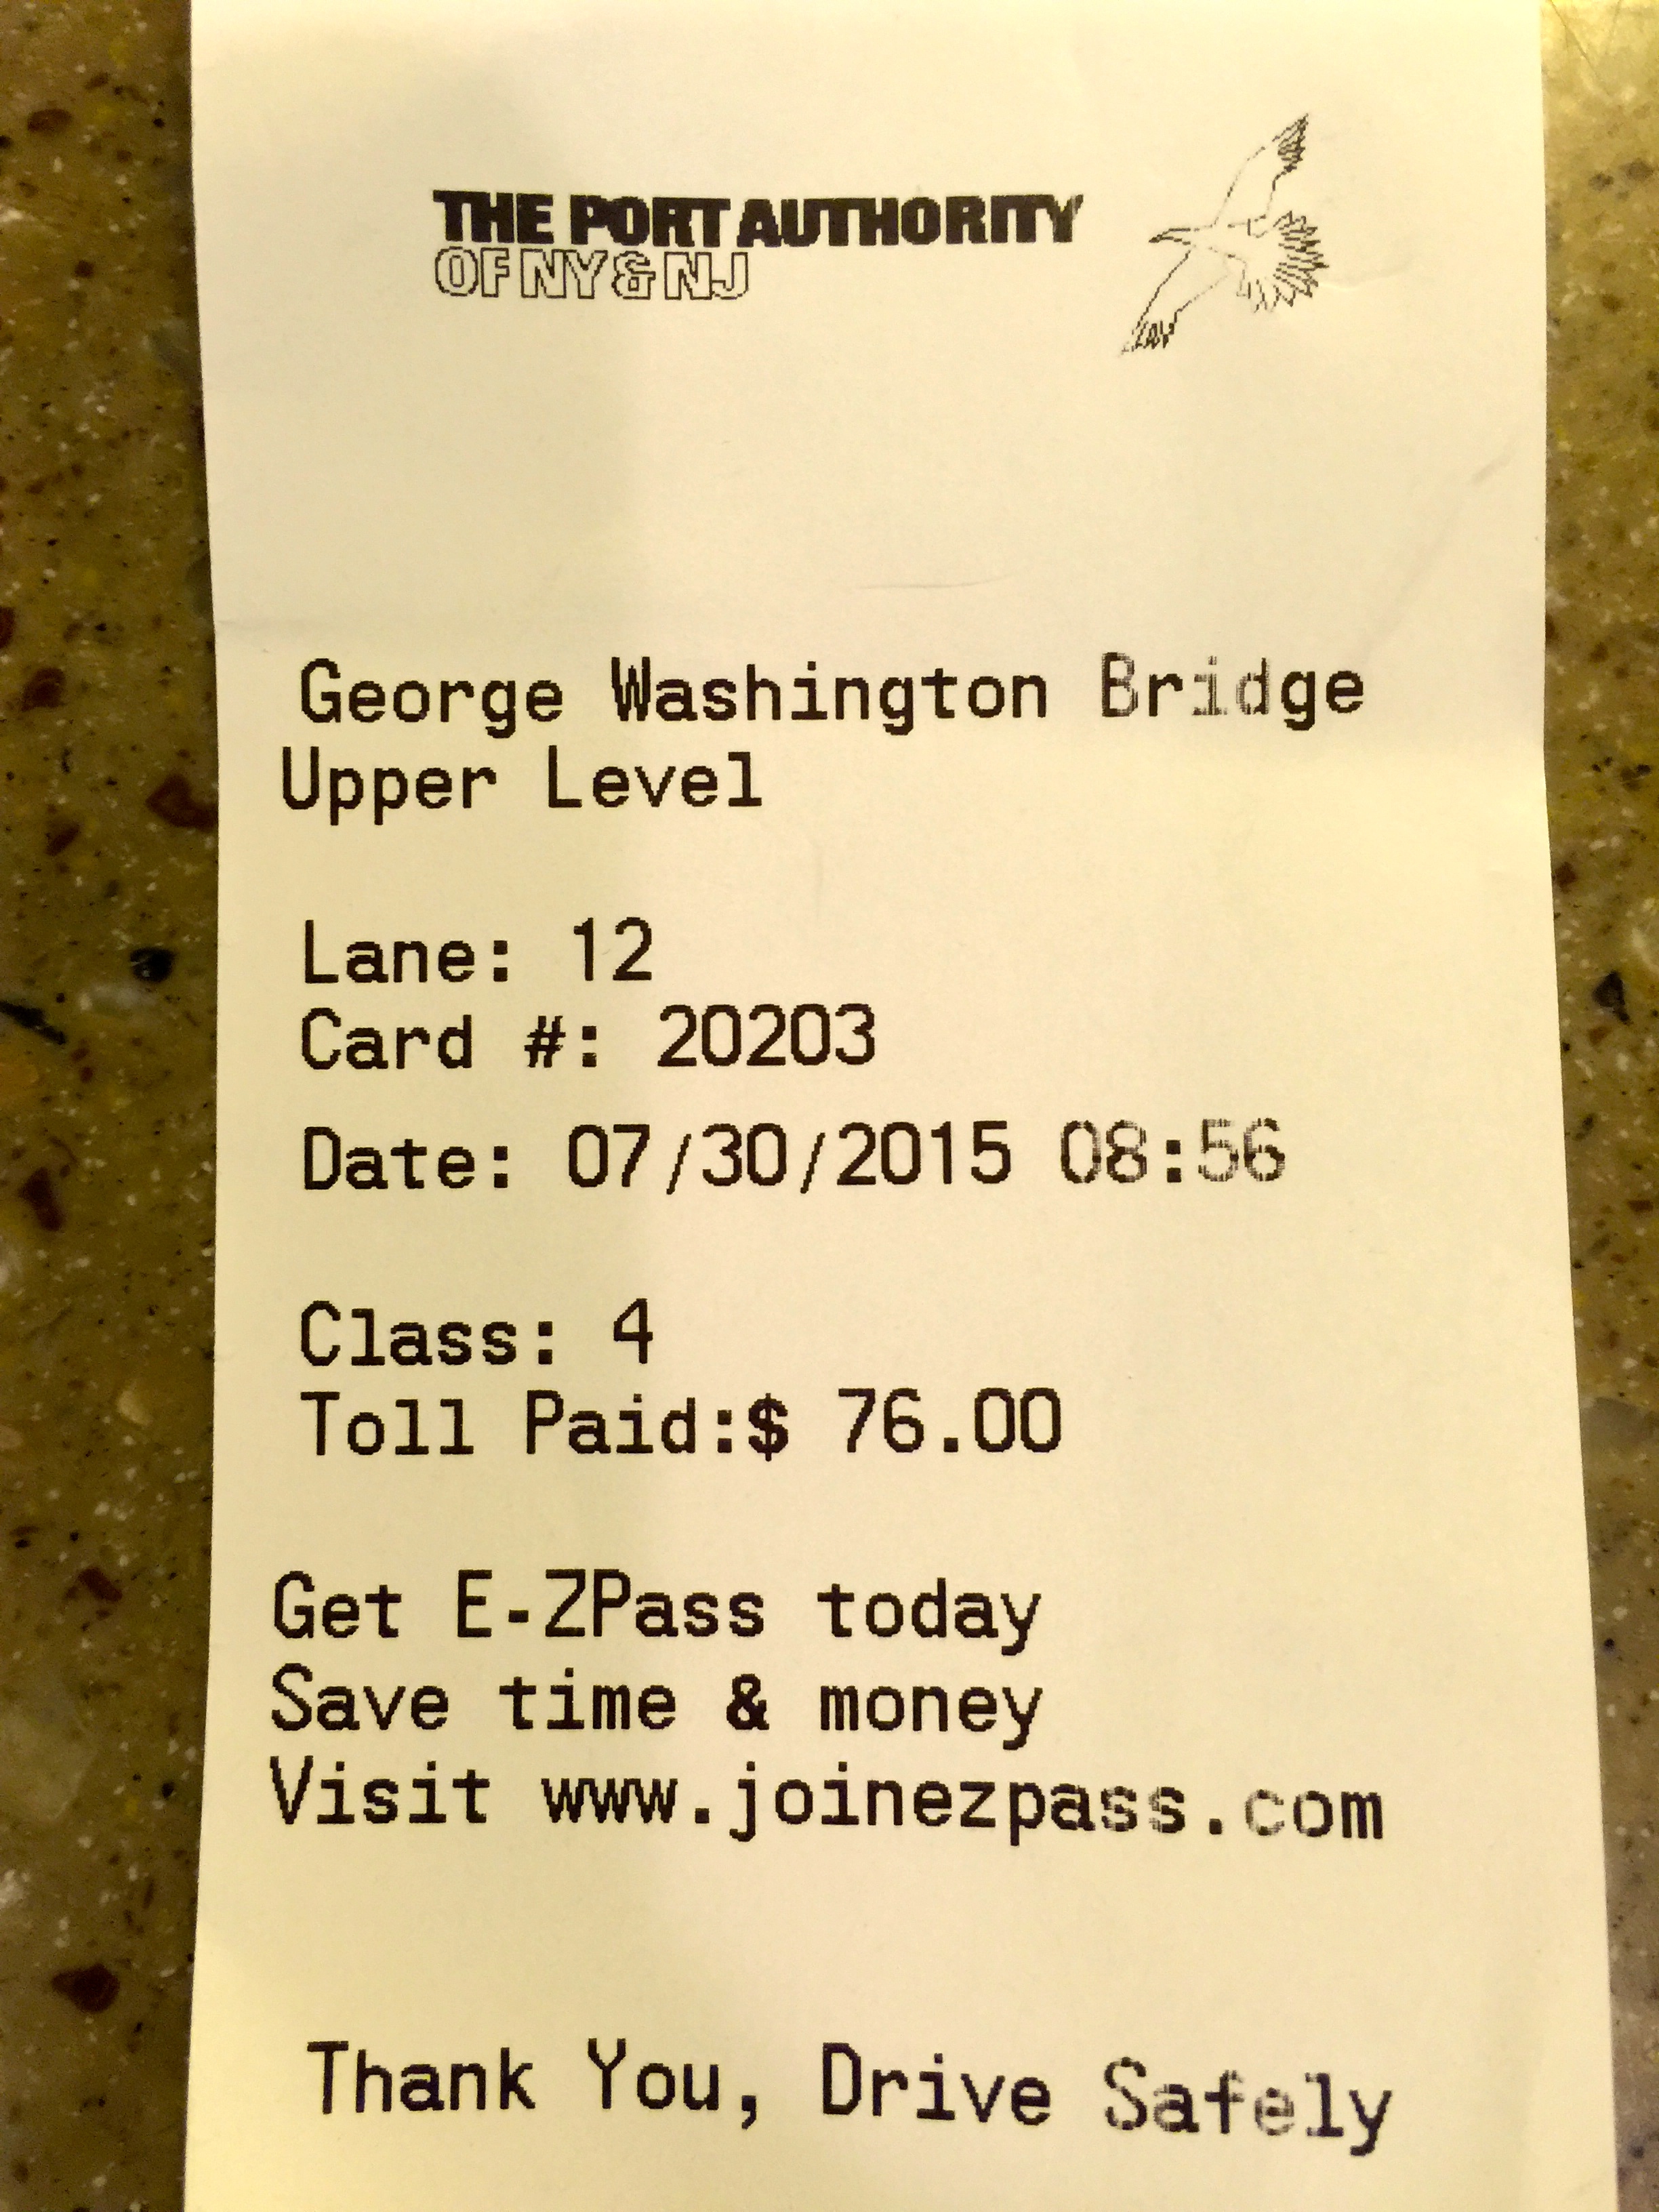 THE PORT AUTHORITY
OF NY & NJ
George Washington Bridge
Upper Level
Lane: 12
Card #: 20203
Date: 07/30/2015 08:56
Class: 4
Toll Paid:$ 76.00
Get E-ZPass today
Save time & money
Visit www.joinezpass.com
Thank You, Drive Safely